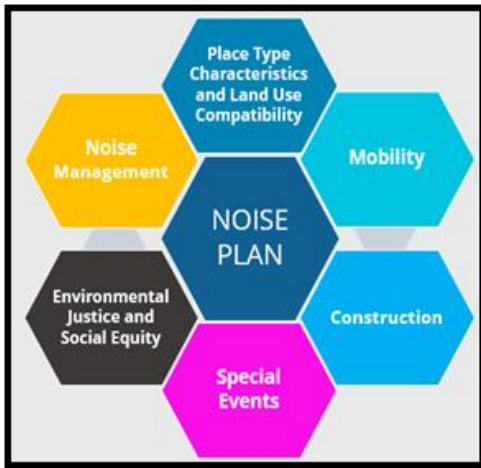 Place Type
Characteristics
and Land Use
Compatibility
Noise
Management
Mobility
NOISE
PLAN
Environmental
Justice and
Social Equity
Construction
Special
Events